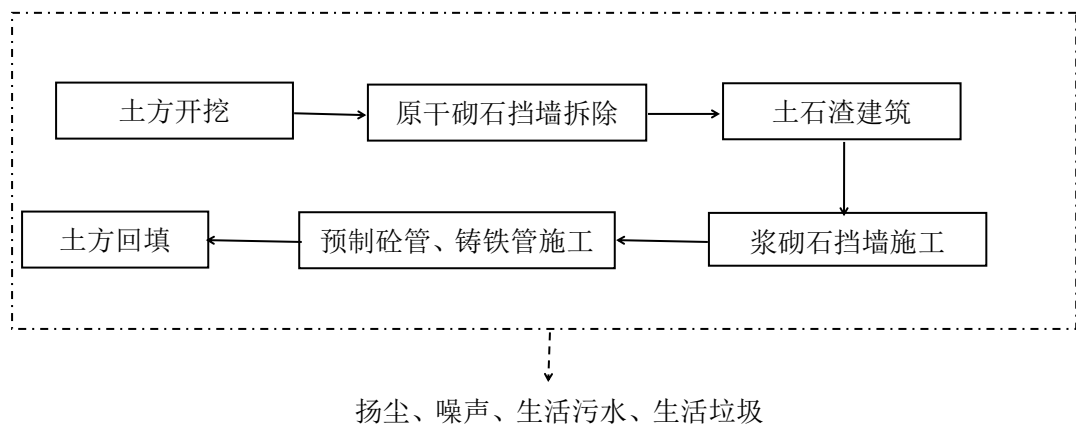 土方开挖
原干砌石挡墙拆除
土石渣建筑
土方回填
预制砼管、铸铁管施工
浆砌石挡墙施工
扬尘、噪声、生活污水、生活垃圾